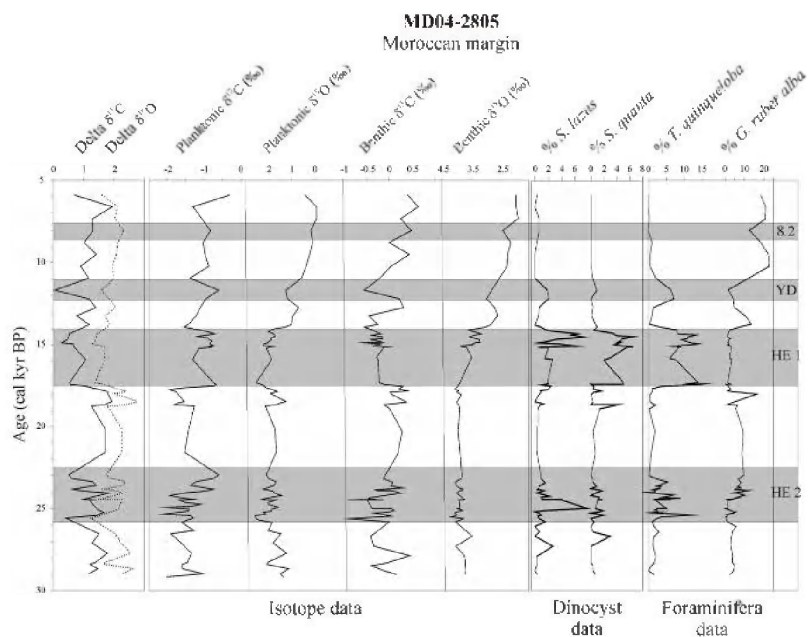 MD04-2805
Moroccan margin
Delta δ¹³C
Delta δ¹⁸O
Planktonic δ¹³C (‰)
Planktonic δ¹⁸O (‰)
Benthic δ¹³C (‰)
Benthic δ¹⁸O (‰)
% S. lazus
% S. quanta
% T. quinqueloba
% G. ruber alba
0 1 2
-2 -1 -1 0
-1 -0.5 0.5
4.5 3.5 2.5
0 2 4 6 0 2 4 6 8 0 5 10 15 0 10 20
5
10
15
20
25
30
Age (cal kyr BP)
8.2
YD
HE 1
HE 2
Isotope data
Dinocyst data
Foraminifera data